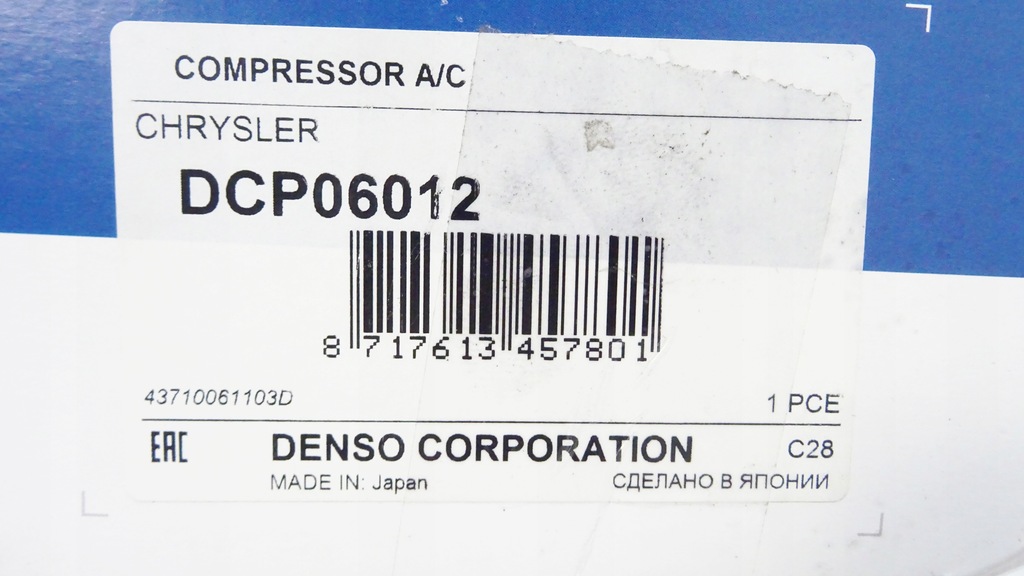 COMPRESSOR A/C
CHRYSLER
DCP06012
8 717613 457801
43710061103D
1 PCE
EAC
DENSO CORPORATION
C28
MADE IN: Japan
СДЕЛАНО В ЯПОНИИ